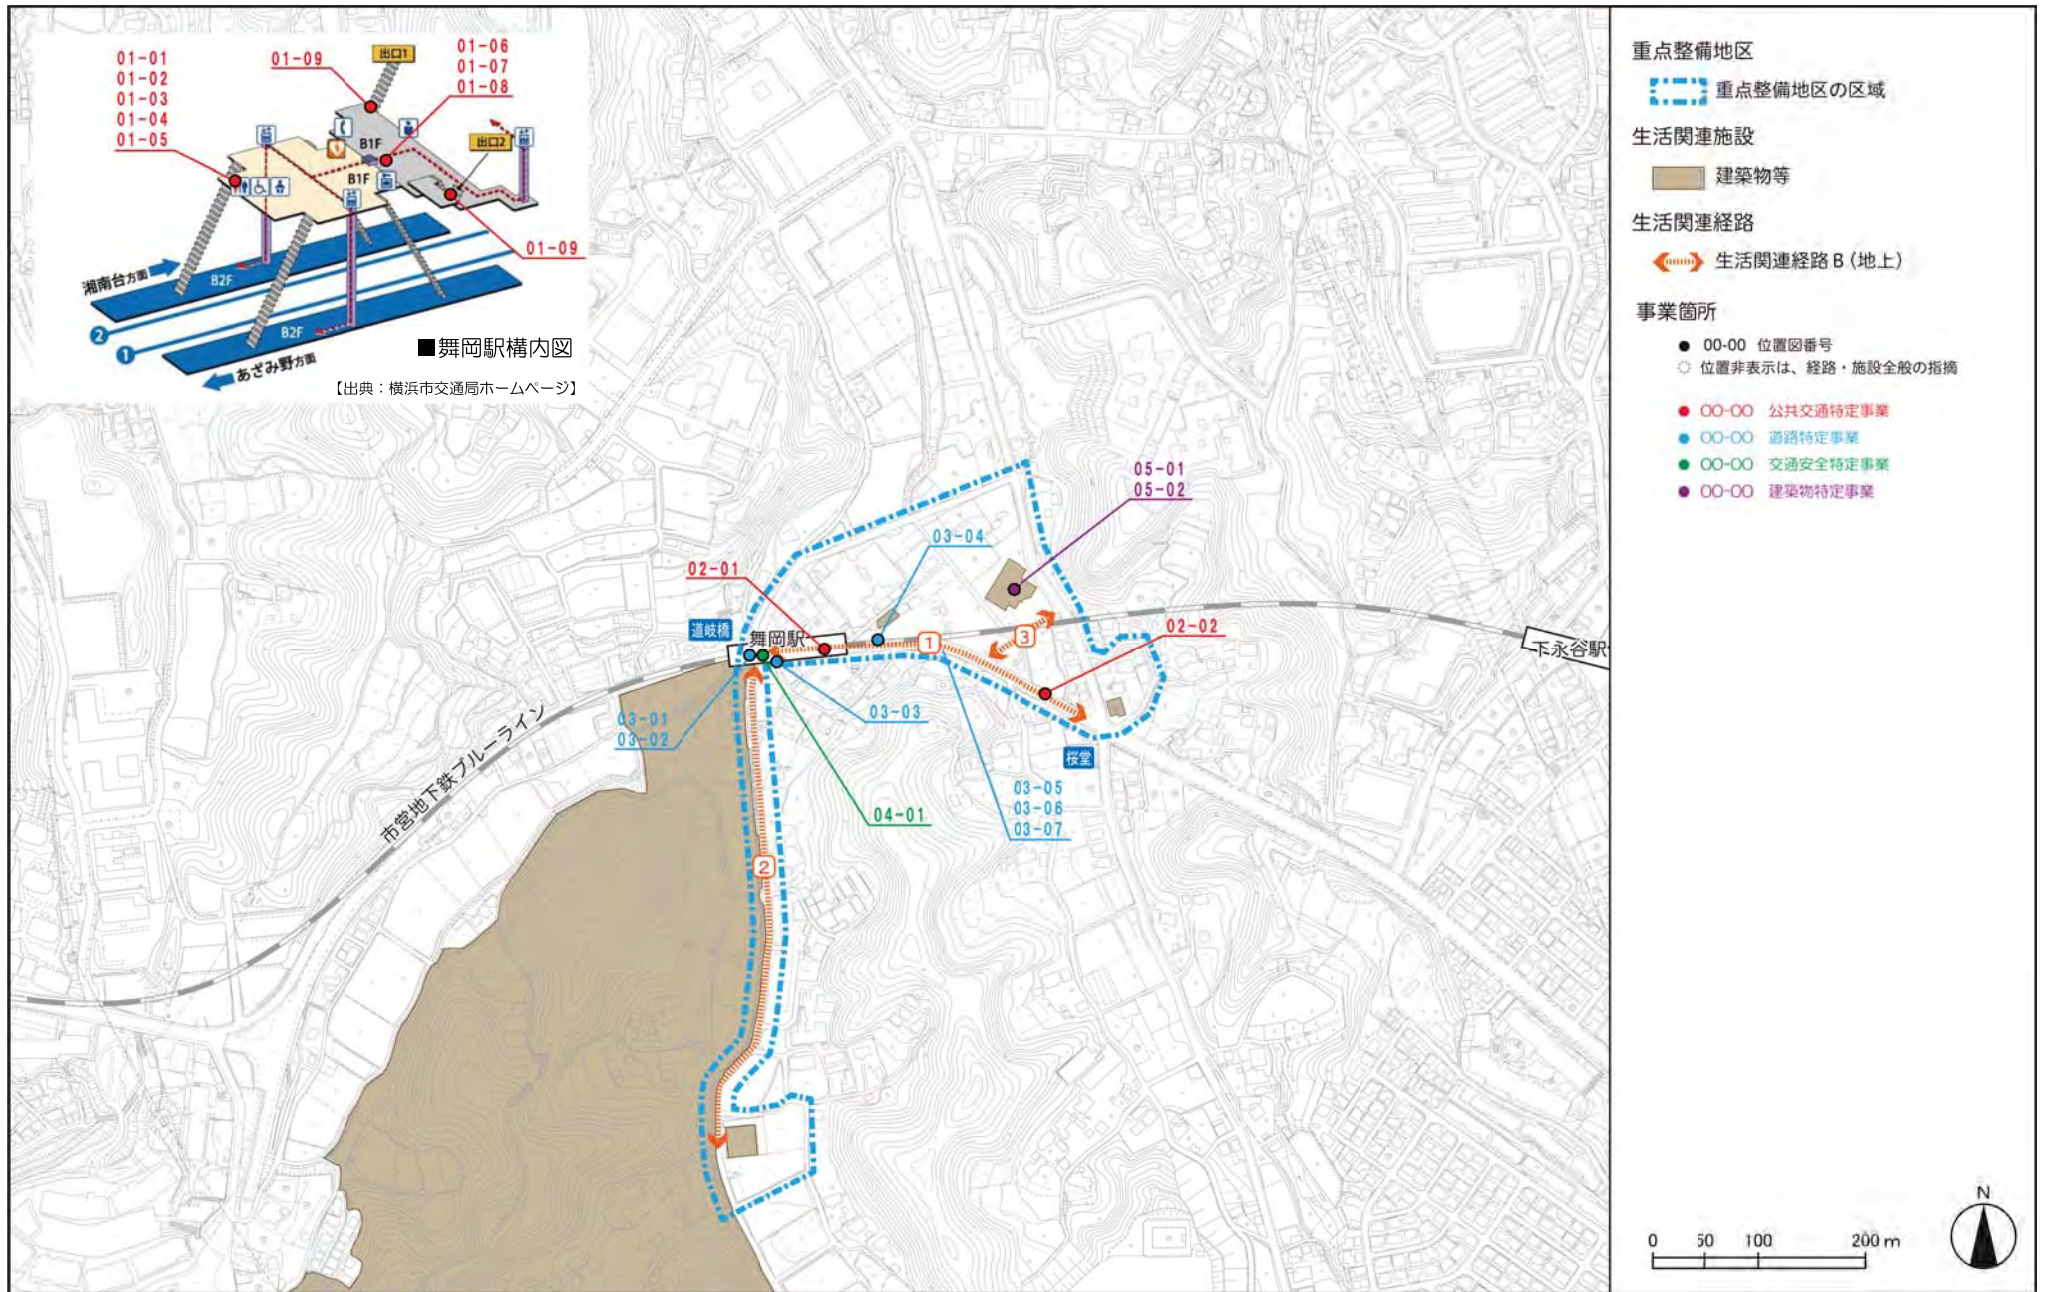 01-01
01-02
01-03
01-04
01-05
01-09
出口1
01-06
01-07
01-08
出口2
B1F
B1F
01-09
湘南台方面
B2F
B2F
2
1
あざみ野方面
■舞岡駅構内図
【出典：横浜市交通局ホームページ】
05-01
05-02
03-04
02-01
道岐橋
舞岡駅
1
3
02-02
下永谷駅
03-01
03-02
03-03
市営地下鉄ブルーライン
桜堂
03-05
03-06
03-07
04-01
2
重点整備地区
重点整備地区の区域
生活関連施設
建築物等
生活関連経路
生活関連経路B（地上）
事業箇所
● 00-00 位置図番号
位置非表示は、経路・施設全般の指摘
● 00-00 公共交通特定事業
● 00-00 道路特定事業
● 00-00 交通安全特定事業
● 00-00 建築物特定事業
N
0 50 100 200 m